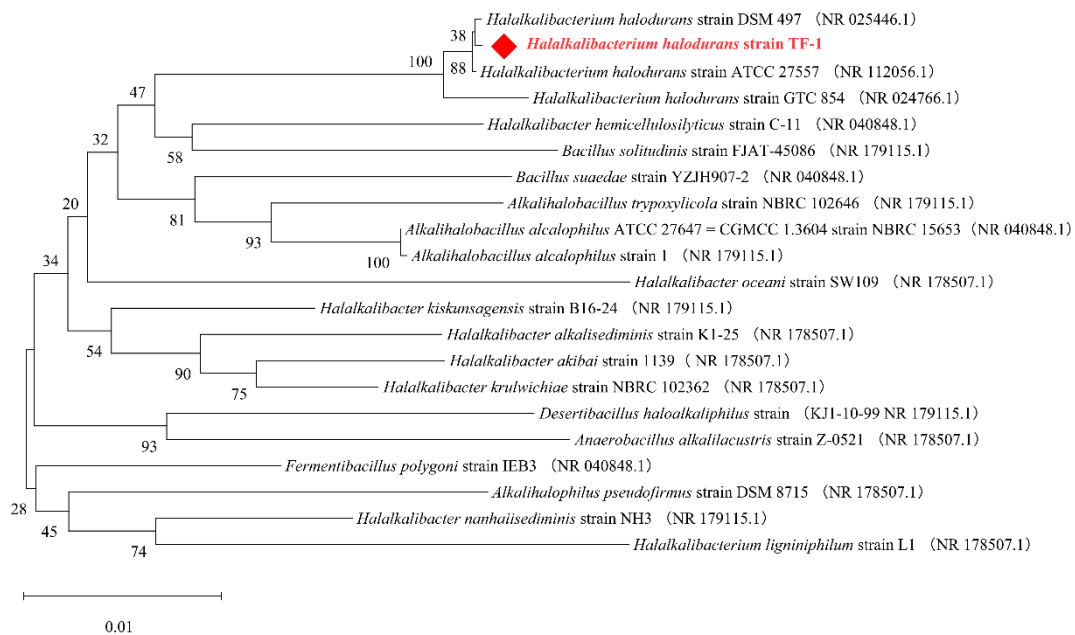 Halalkalibacterium halodurans strain DSM 497 （NR 025446.1）
38
Halalkalibacterium halodurans strain TF-1
100
88
Halalkalibacterium halodurans strain ATCC 27557 （NR 112056.1）
47
Halalkalibacterium halodurans strain GTC 854 （NR 024766.1）
Halalkalibacter hemicellulosilyticus strain C-11 （NR 040848.1）
32
58
Bacillus solitudinis strain FJAT-45086 （NR 179115.1）
Bacillus suaedae strain YZJH907-2 （NR 040848.1）
20
81
Alkalihalobacillus trypoxylicola strain NBRC 102646 （NR 179115.1）
93
Alkalihalobacillus alcalophilus ATCC 27647 = CGMCC 1.3604 strain NBRC 15653（NR 040848.1）
100
Alkalihalobacillus alcalophilus strain 1 （NR 179115.1）
34
Halalkalibacter oceani strain SW109 （NR 178507.1）
Halalkalibacter kiskunsagensis strain B16-24 （NR 179115.1）
54
Halalkalibacter alkalisediminis strain K1-25 （NR 178507.1）
90
Halalkalibacter akibai strain 1139（ NR 178507.1）
75
Halalkalibacter krulwichiae strain NBRC 102362（NR 178507.1）
Desertibacillus haloalkaliphilus strain （KJ1-10-99 NR 179115.1）
93
Anaerobacillus alkalilacustris strain Z-0521 （NR 178507.1）
Fermentibacillus polygoni strain IEB3 （NR 040848.1）
28
Alkalihalophilus pseudofirmus strain DSM 8715 （NR 178507.1）
45
Halalkalibacter nanhaiisediminis strain NH3 （NR 179115.1）
74
Halalkalibacterium ligniniphilum strain L1 （NR 178507.1）
0.01